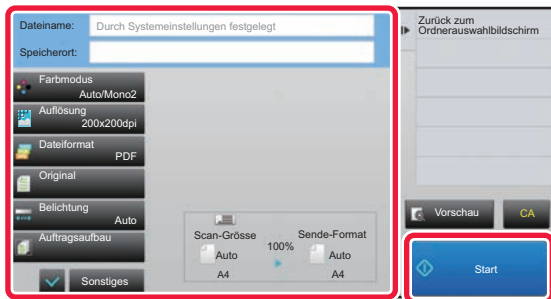 Dateiname:
Durch Systemeinstellungen festgelegt
Speicherort:
Farbmodus
Auto/Mono2
Auflösung
200x200dpi
Dateiformat
PDF
Original
Belichtung
Auto
Auftragsaufbau
Sonstiges
Scan-Grösse
Auto
A4
100%
Sende-Format
Auto
A4
Zurück zum
Ordnerauswahlbildschirm
Vorschau
CA
Start